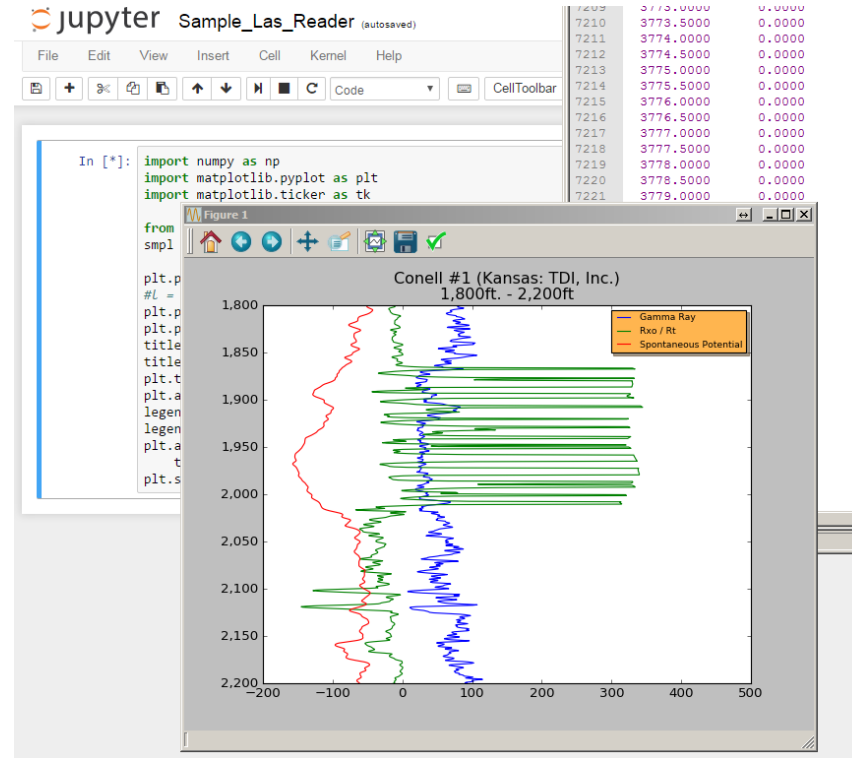 jupyter Sample_Las_Reader (autosaved)
File Edit View Insert Cell Kernel Help
Code CellToolbar
In [*]: import numpy as np
import matplotlib.pyplot as plt
import matplotlib.ticker as tk
from
smpl
plt.p
#l =
plt.p
plt.p
title
title
plt.t
plt.a
legen
legen
plt.a
t
plt.s
7209 3773.0000 0.0000
7210 3773.5000 0.0000
7211 3774.0000 0.0000
7212 3774.5000 0.0000
7213 3775.0000 0.0000
7214 3775.5000 0.0000
7215 3776.0000 0.0000
7216 3776.5000 0.0000
7217 3777.0000 0.0000
7218 3777.5000 0.0000
7219 3778.0000 0.0000
7220 3778.5000 0.0000
7221 3779.0000 0.0000
Figure 1
Conell #1 (Kansas: TDI, Inc.)
1,800ft. - 2,200ft
Gamma Ray
Rxo / Rt
Spontaneous Potential
1,800
1,850
1,900
1,950
2,000
2,050
2,100
2,150
2,200
−200 −100 0 100 200 300 400 500